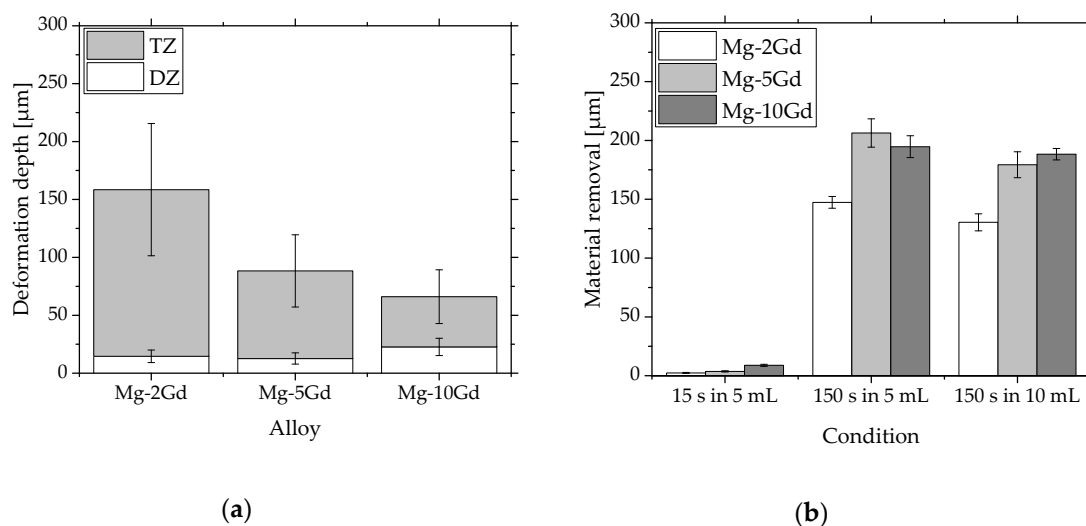 300
250
200
150
100
50
0
Deformation depth [µm]
TZ
DZ
Mg-2Gd Mg-5Gd Mg-10Gd
Alloy
(a)
300
250
200
150
100
50
0
Material removal [µm]
Mg-2Gd
Mg-5Gd
Mg-10Gd
15 s in 5 mL 150 s in 5 mL 150 s in 10 mL
Condition
(b)